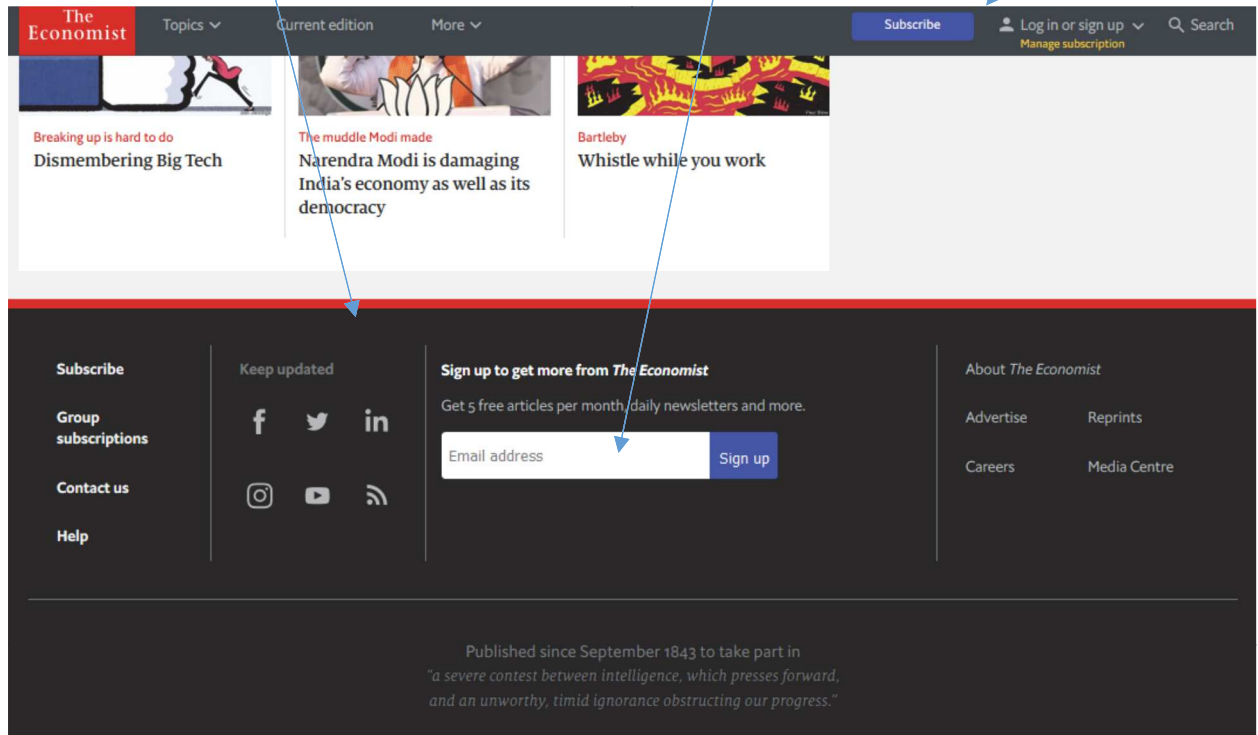 The
Economist
Topics
Current edition
More
Subscribe
Log in or sign up
Manage subscription
Search
Breaking up is hard to do
Dismembering Big Tech
The muddle Modi made
Narendra Modi is damaging
India's economy as well as its
democracy
Bartleby
Whistle while you work
Subscribe
Group
subscriptions
Contact us
Help
Keep updated
f
in
Sign up to get more from The Economist
Get 5 free articles per month, daily newsletters and more.
Email address
Sign up
About The Economist
Advertise
Reprints
Careers
Media Centre
Published since September 1843 to take part in
"a severe contest between intelligence, which presses forward,
and an unworthy, timid ignorance obstructing our progress."